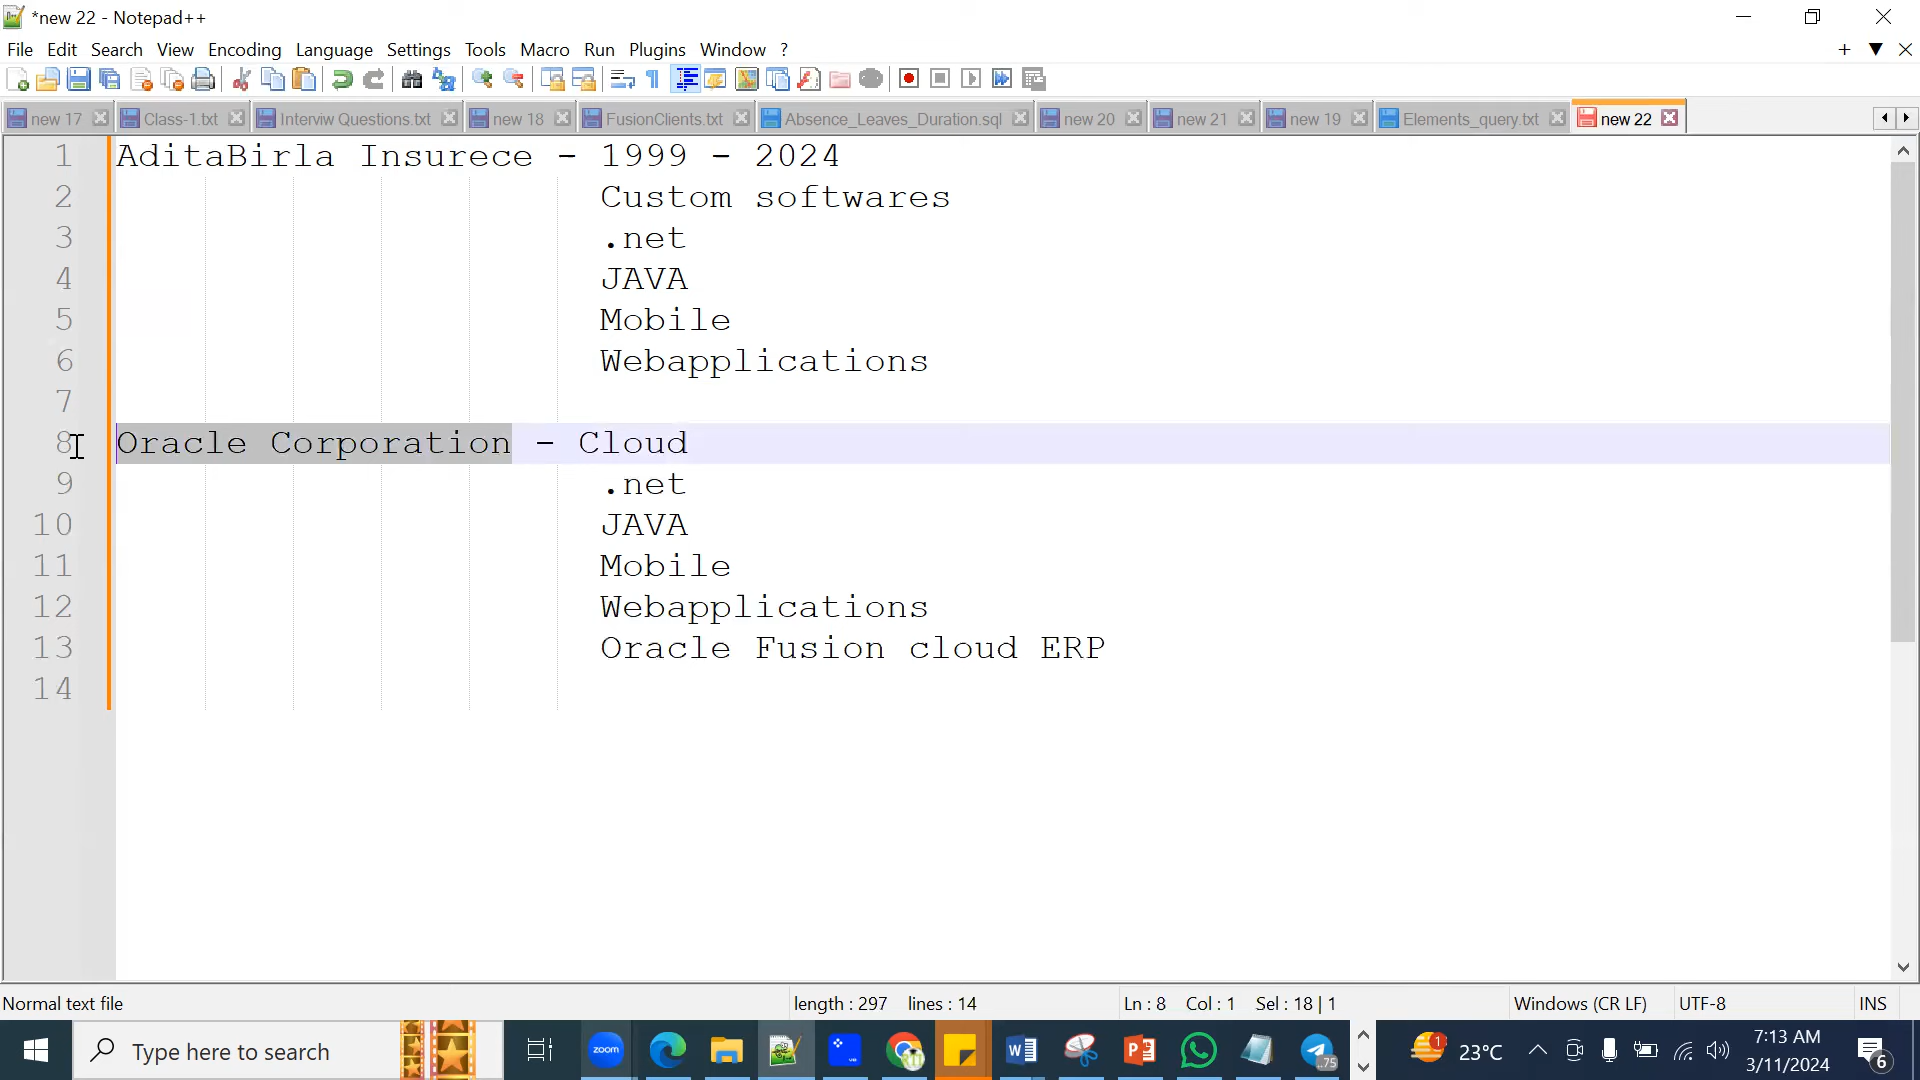 *new 22 - Notepad++
File Edit Search View Encoding Language Settings Tools Macro Run Plugins Window ?
new 17 Class-1.txt Interviw Questions.txt new 18 FusionClients.txt Absence_Leaves_Duration.sql new 20 new 21 new 19 Elements_query.txt new 22
1 AditaBirla Insurece - 1999 - 2024
2 Custom softwares
3 .net
4 JAVA
5 Mobile
6 Webapplications
7
8 Oracle Corporation - Cloud
9 .net
10 JAVA
11 Mobile
12 Webapplications
13 Oracle Fusion cloud ERP
14
Normal text file length : 297 lines : 14 Ln : 8 Col : 1 Sel : 18 | 1 Windows (CR LF) UTF-8 INS
Type here to search zoom .75 1 23°C 7:13 AM
3/11/2024 6